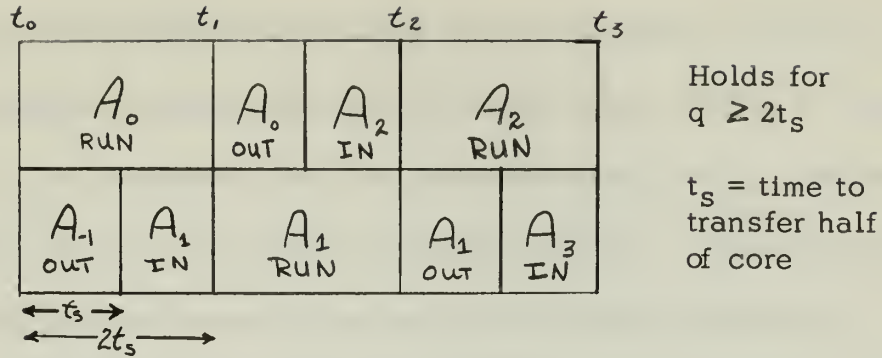 t₀ t₁ t₂ t₃
A₀ A₀ A₂ A₂
RUN OUT IN RUN
A₋₁ A₁ A₁ A₁ A₃
OUT IN RUN OUT IN
tₛ
2tₛ
Holds for
q ≥ 2tₛ
tₛ = time to
transfer half
of core